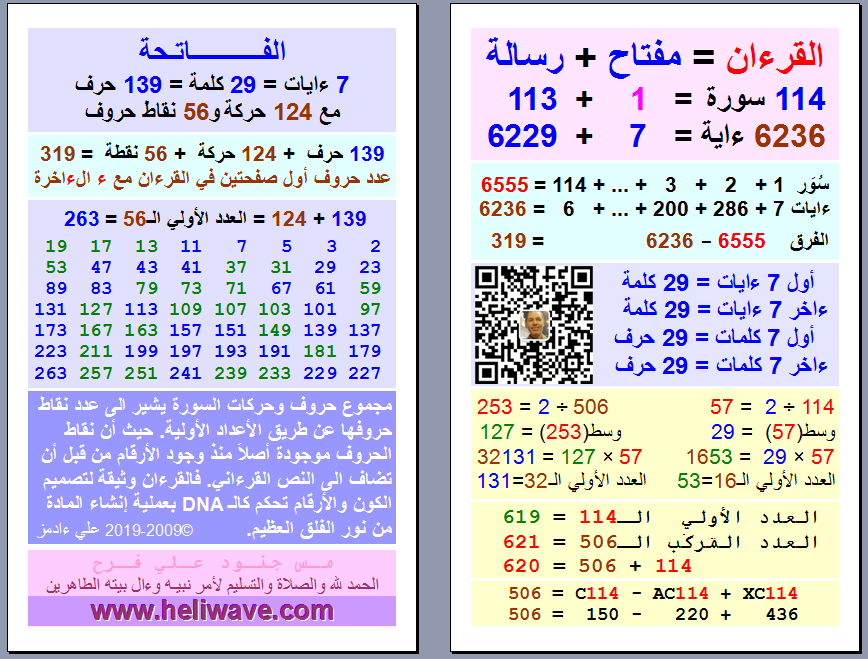 القرءان = مفتاح + رسالة
114 سورة = 1 + 113
6236 ءاية = 7 + 6229
سُوَر 1 + 2 + 3 + ... + 114 = 6555
ءايات 7 + 286 + 200 + ... + 6 = 6236
الفرق 6555 - 6236 = 319
أول 7 ءايات = 29 كلمة
ءاخر 7 ءايات = 29 كلمة
أول 7 كلمات = 29 حرف
ءاخر 7 كلمات = 29 حرف
114 ÷ 2 = 57
506 ÷ 2 = 253
وسط(57) = 29
وسط(253) = 127
57 × 29 = 1653
57 × 127 = 32131
العدد الأولي الـ16=53
العدد الأولي الـ32=131
العدد الأولي الــ114 = 619
العدد المركب الــ506 = 621
114 + 506 = 620
506 = C114 - AC114 + XC114
506 = 150 - 220 + 436
الفــــــاتـحة
7 ءايات = 29 كلمة = 139 حرف
مع 124 حركة و56 نقاط حروف
139 حرف + 124 حركة + 56 نقطة = 319
عدد حروف أول صفحتين في القرءان مع ء الءاخرة
139 + 124 = العدد الأولي الـ56 = 263
2 3 5 7 11 13 17 19
23 29 31 37 41 43 47 53
59 61 67 71 73 79 83 89
97 101 103 107 109 113 127 131
137 139 149 151 157 163 167 173
179 181 191 193 197 199 211 223
227 229 233 239 241 251 257 263
مجموع حروف وحركات السورة يشير الى عدد نقاط
حروفها عن طريق الأعداد الأولية. حيث أن نقاط
الحروف موجودة أصلاً منذ وجود الأرقام من قبل أن
تضاف الى النص القرءاني. فالقرءان وثيقة لتصميم
الكون والأرقام تحكم كالـ DNA بعملية إنشاء المادة
من نور الفلق العظيم. ©2009-2019 علي ءادمز
مــس جنــود عــلي فــرح
الحمد لله والصلاة والتسليم لأمر نبيه وءال بيته الطاهرين
www.heliwave.com